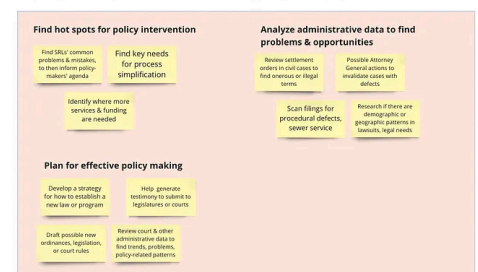 Find hot spots for policy intervention
Find SRLs' common
problems & mistakes,
to then inform policy-
makers' agenda
Find key needs
for process
simplification
Identify where more
services & funding
are needed
Analyze administrative data to find
problems & opportunities
Review settlement
orders in civil cases to
find onerous or illegal
terms
Possible Attorney
General actions to
invalidate cases with
defects
Scan filings for
procedural defects,
sewer service
Research if there are
demographic or
geographic patterns in
lawsuits, legal needs
Plan for effective policy making
Develop a strategy
for how to establish a
new law or program
Help generate
testimony to submit to
legislatures or courts
Draft possible new
ordinances, legislation,
or court rules
Review court & other
administrative data to
find trends, problems,
policy-related patterns